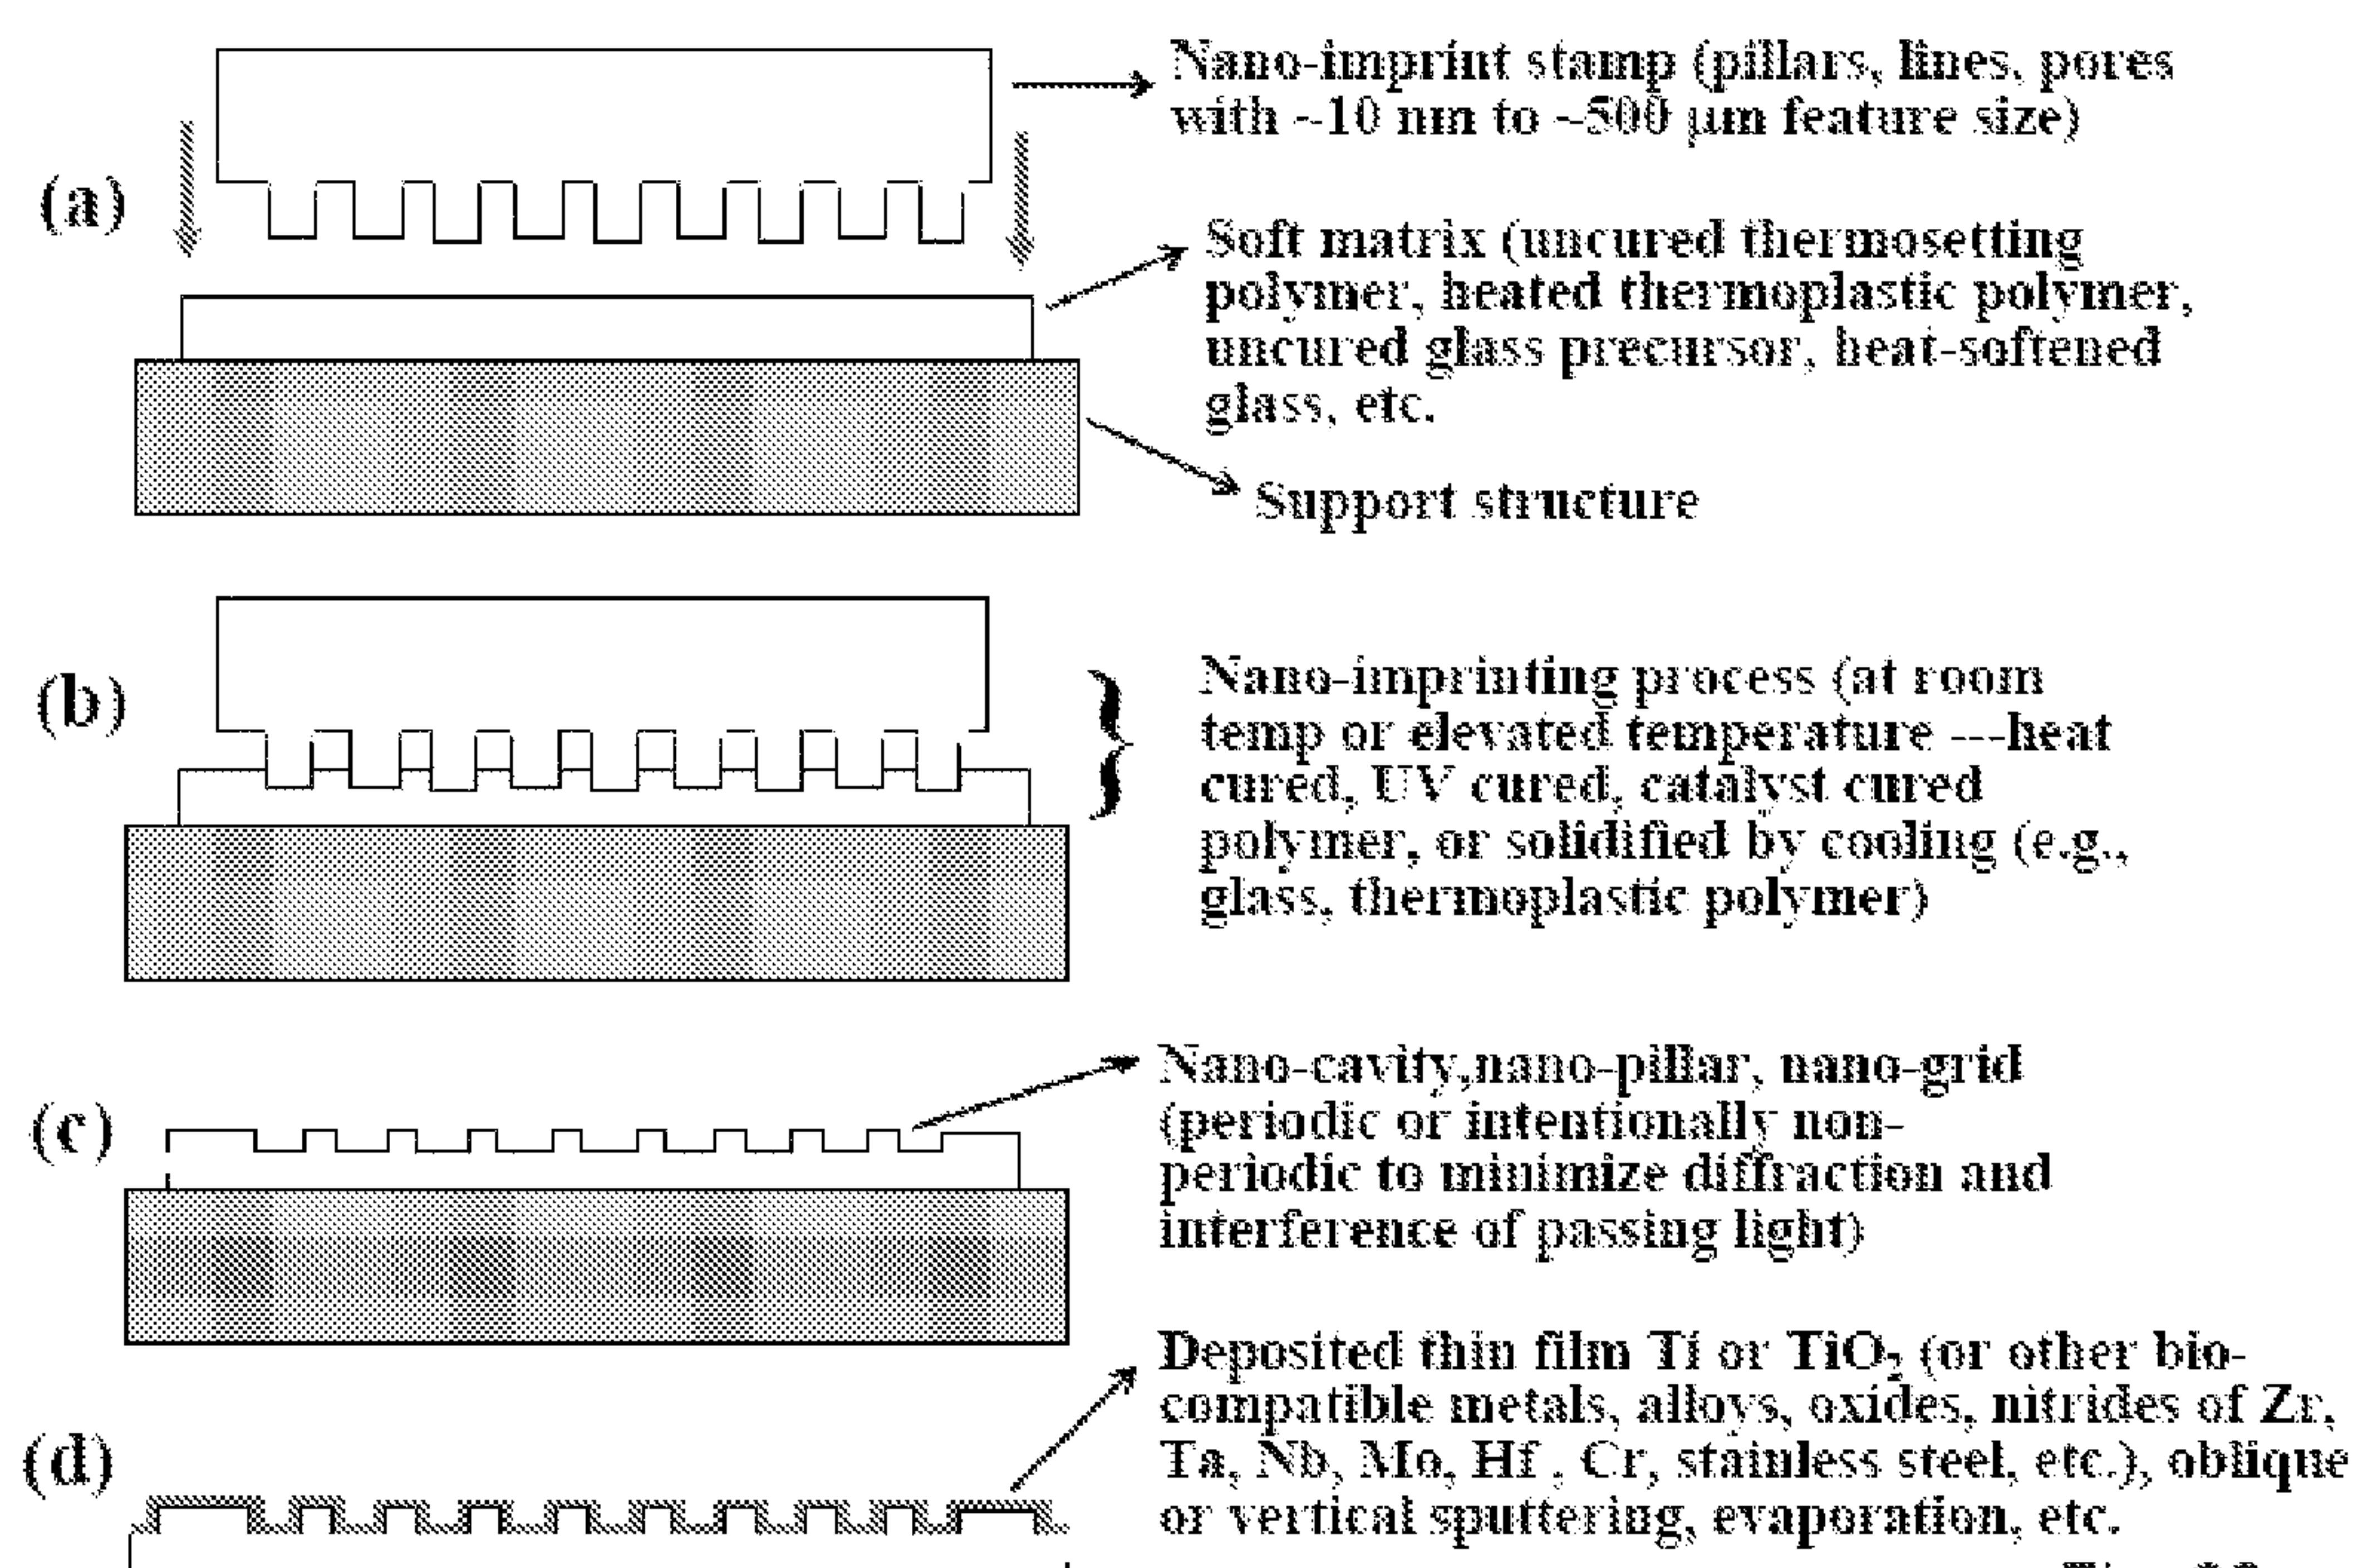 Nano-imprint stamp (pillars, lines, pores
with ~10 nm to ~500 μm feature size)
(a)
Soft matrix (uncured thermosetting
polymer, heated thermoplastic polymer,
uncured glass precursor, heat-softened
glass, etc.
Support structure
(b)
Nano-imprinting process (at room
temp or elevated temperature ---heat
cured, UV cured, catalyst cured
polymer, or solidified by cooling (e.g.,
glass, thermoplastic polymer)
(c)
Nano-cavity,nano-pillar, nano-grid
(periodic or intentionally non-
periodic to minimize diffraction and
interference of passing light)
(d)
Deposited thin film Ti or TiO₂ (or other bio-
compatible metals, alloys, oxides, nitrides of Zr,
Ta, Nb, Mo, Hf , Cr, stainless steel, etc.), oblique
or vertical sputtering, evaporation, etc.